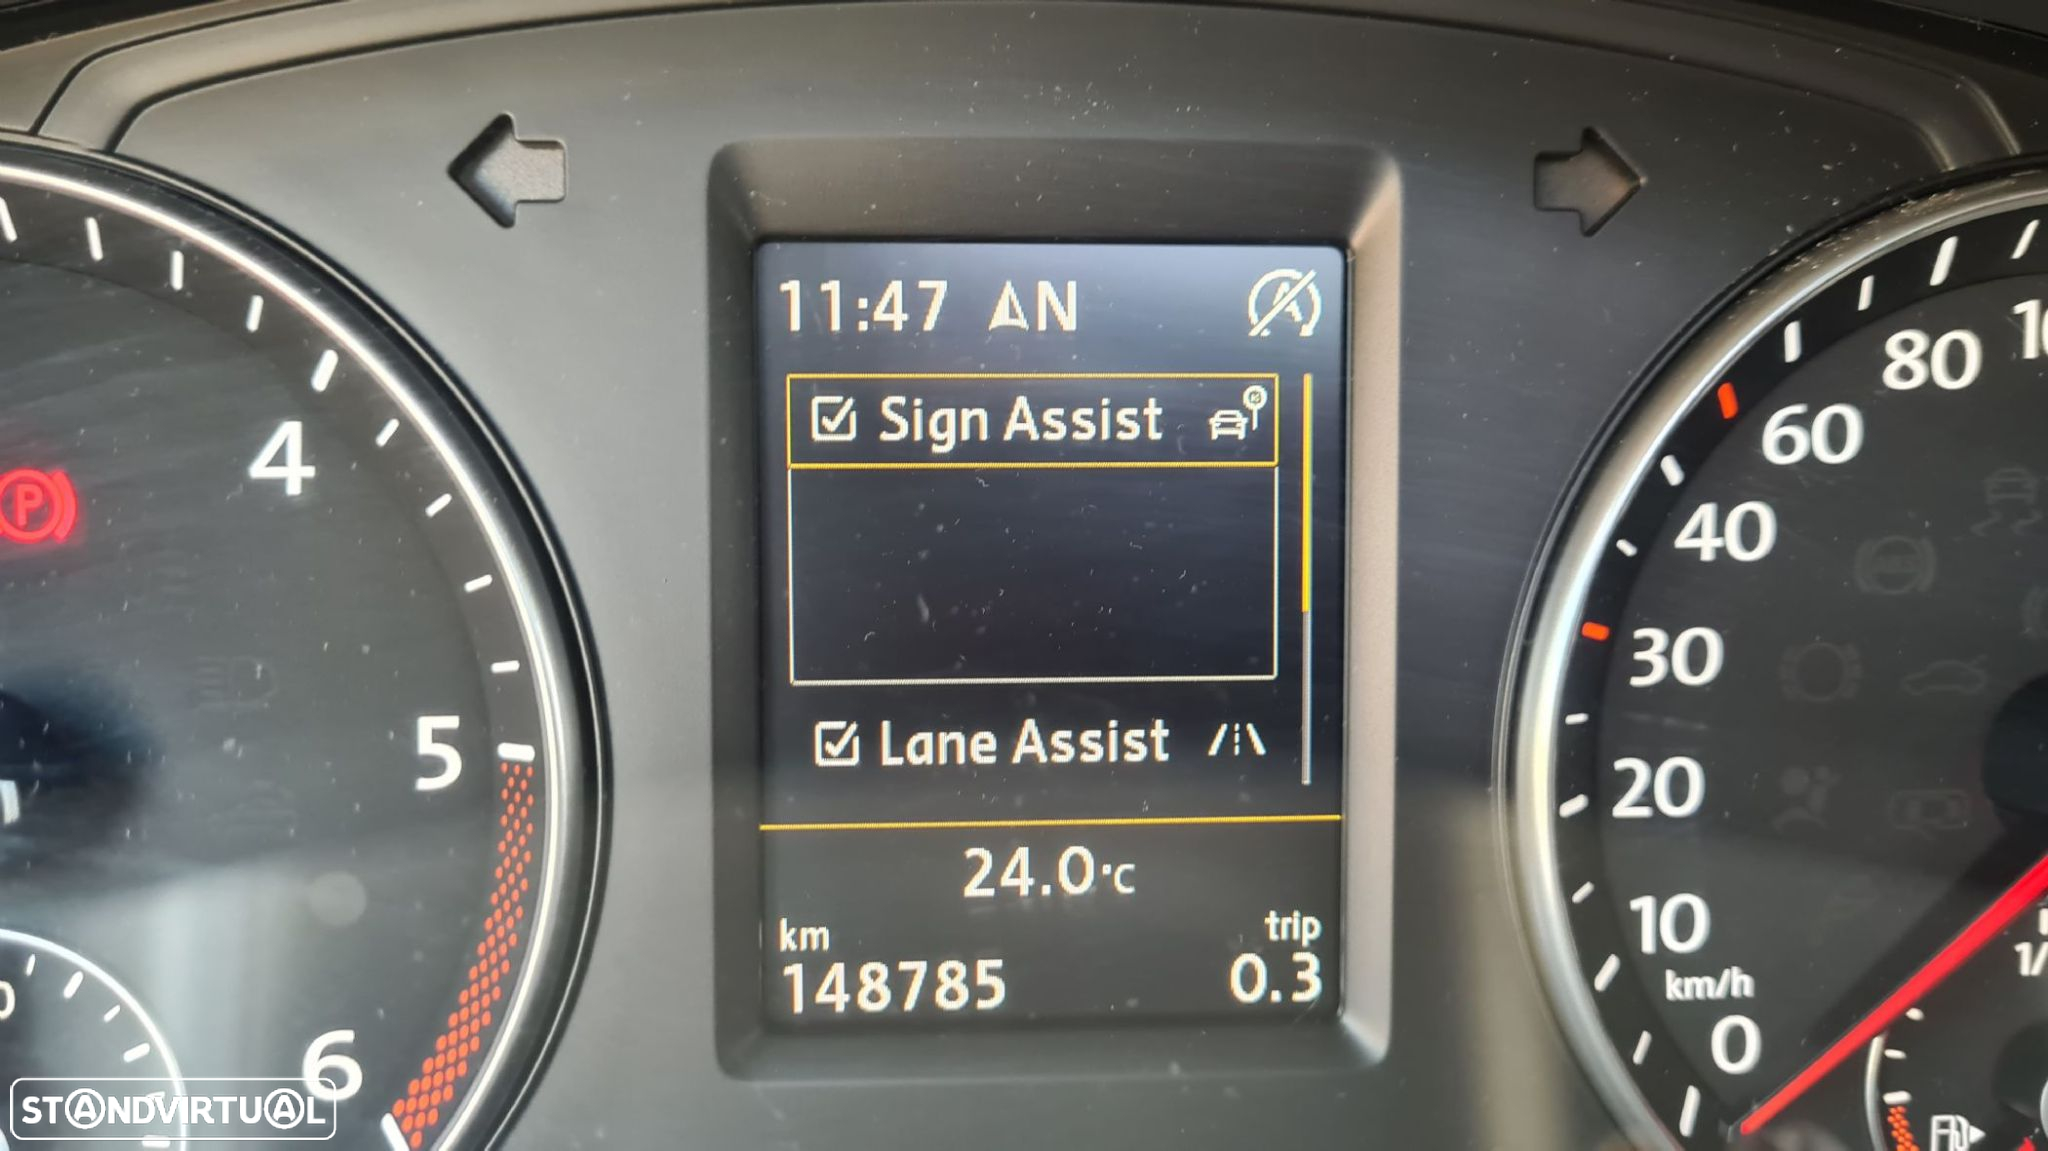 11:47 N
A
Sign Assist
Lane Assist
24.0°C
km
trip
148785
0.3
4
5
6
P
80
60
40
30
20
10
km/h
0
STANDVIRTUAL